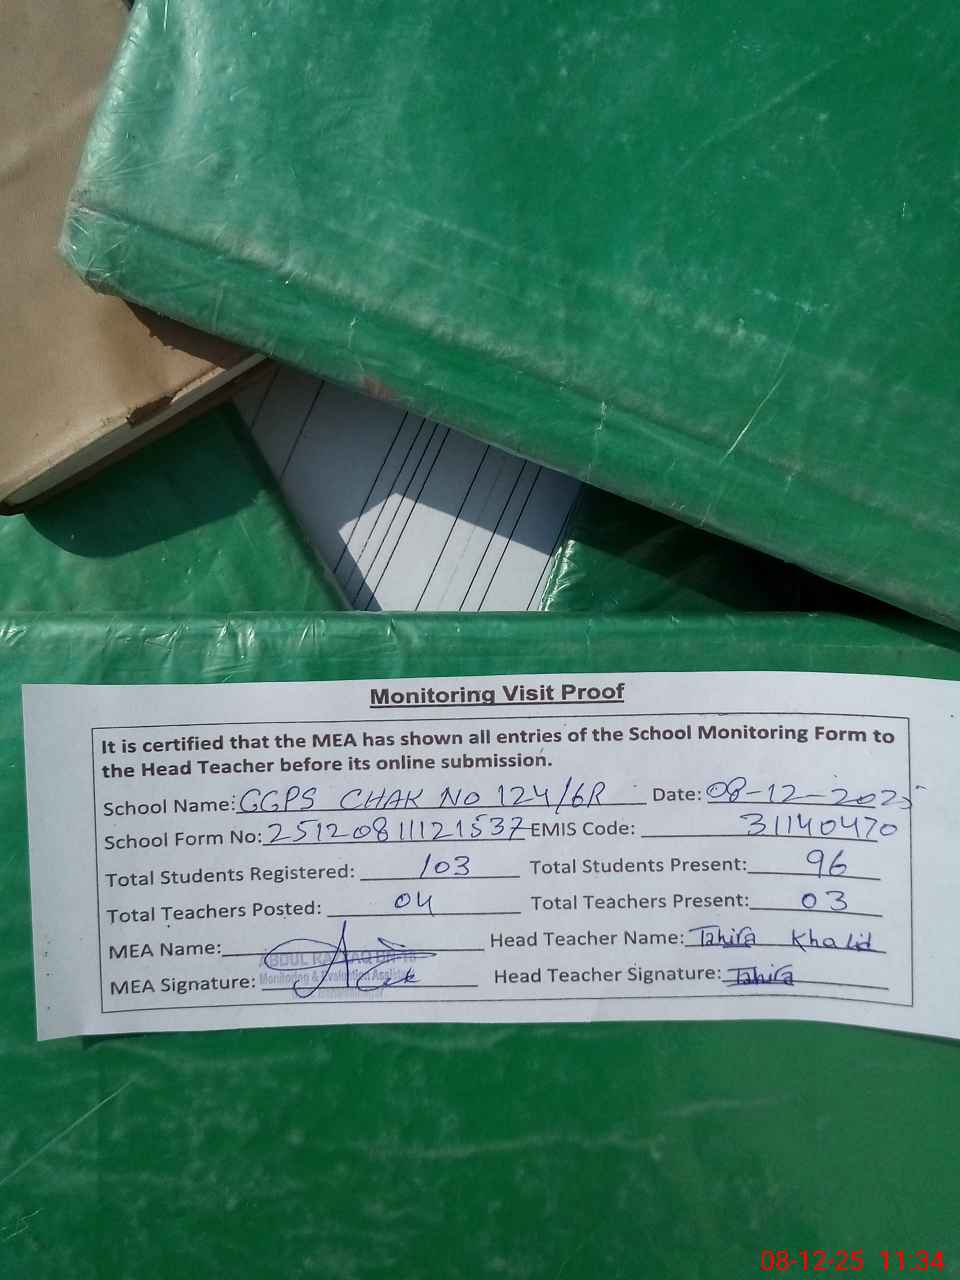 Monitoring Visit Proof
It is certified that the MEA has shown all entries of the School Monitoring Form to
the Head Teacher before its online submission.
School Name: GGPS CHAK NO 124/6R Date: 08-12-2025
School Form No: 25120811121537 EMIS Code: 31140470
Total Students Registered: 103 Total Students Present: 96
Total Teachers Posted: 04 Total Teachers Present: 03
MEA Name: Head Teacher Name: Tahira Khalid
ABDUL
MEA Signature: Monitoring & Evaluation Head Teacher Signature: Tahira
08-12-25 11:34